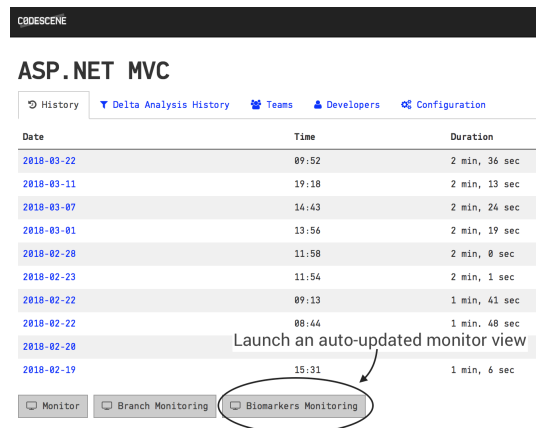 CODESCENE
ASP.NET MVC
History Delta Analysis History Teams Developers Configuration
Date Time Duration
2018-03-22 09:52 2 min, 36 sec
2018-03-11 19:18 2 min, 13 sec
2018-03-07 14:43 2 min, 24 sec
2018-03-01 13:56 2 min, 19 sec
2018-02-28 11:58 2 min, 0 sec
2018-02-23 11:54 2 min, 1 sec
2018-02-22 09:13 1 min, 41 sec
2018-02-22 08:44 1 min, 48 sec
Launch an auto-updated monitor view
2018-02-20
2018-02-19 15:31 1 min, 6 sec
Monitor Branch Monitoring Biomarkers Monitoring